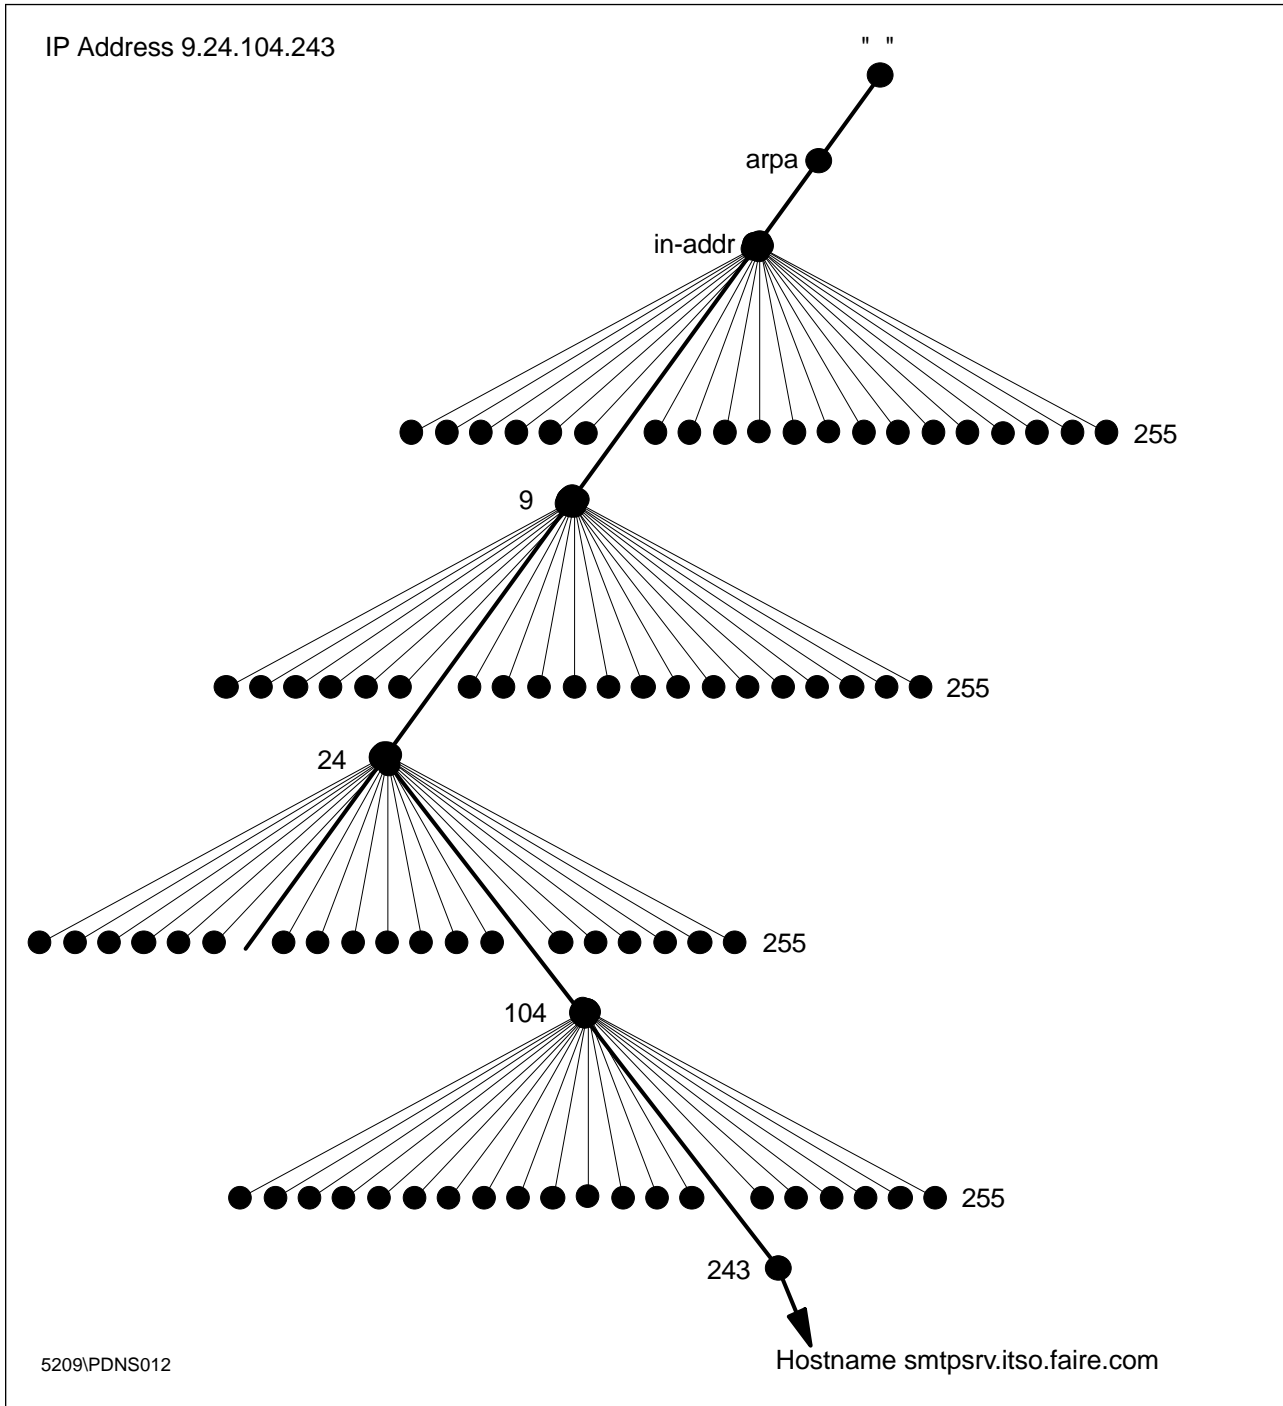 IP Address 9.24.104.243
" "
arpa
in-addr
255
9
255
24
255
104
255
243
Hostname smtpsrv.itso.faire.com
5209\PDNS012